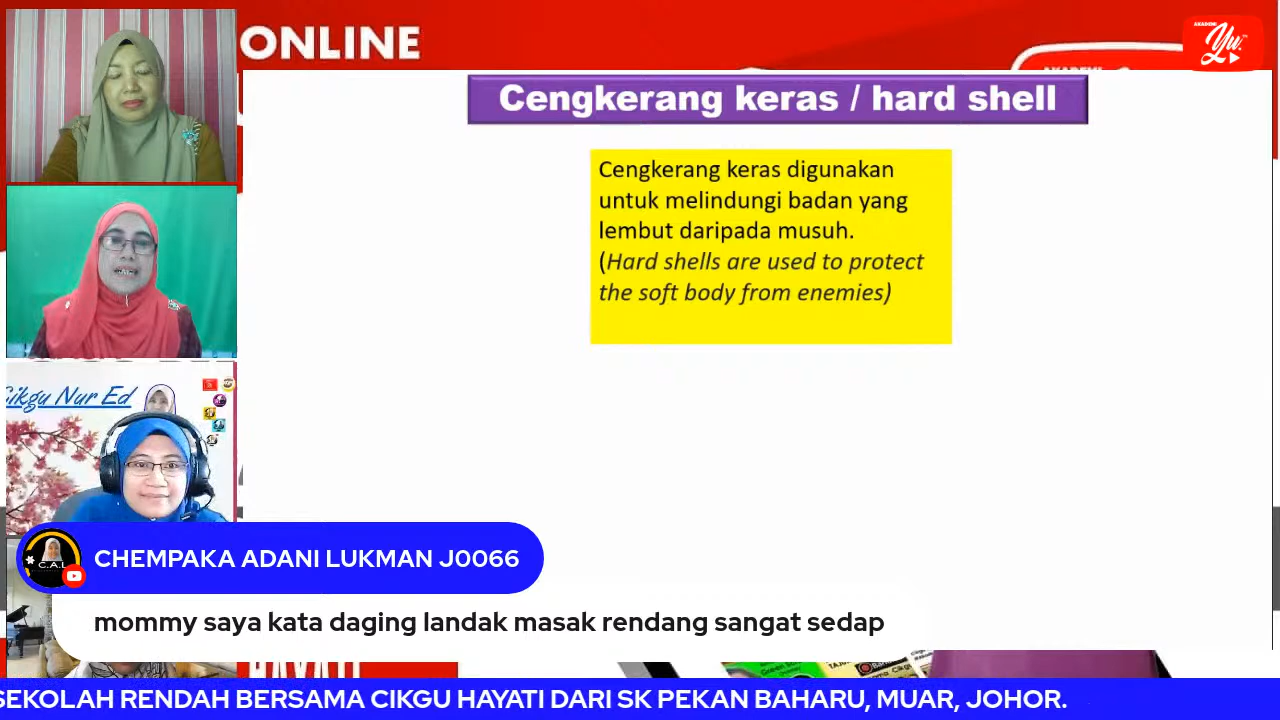 ONLINE
AKADEMI
Yu.
Cengkerang keras / hard shell
Cengkerang keras digunakan
untuk melindungi badan yang
lembut daripada musuh.
(Hard shells are used to protect
the soft body from enemies)
Cikgu Nur Ed
C.A.L
CHEMPAKA ADANI LUKMAN J0066
mommy saya kata daging landak masak rendang sangat sedap
SEKOLAH RENDAH BERSAMA CIKGU HAYATI DARI SK PEKAN BAHARU, MUAR, JOHOR.